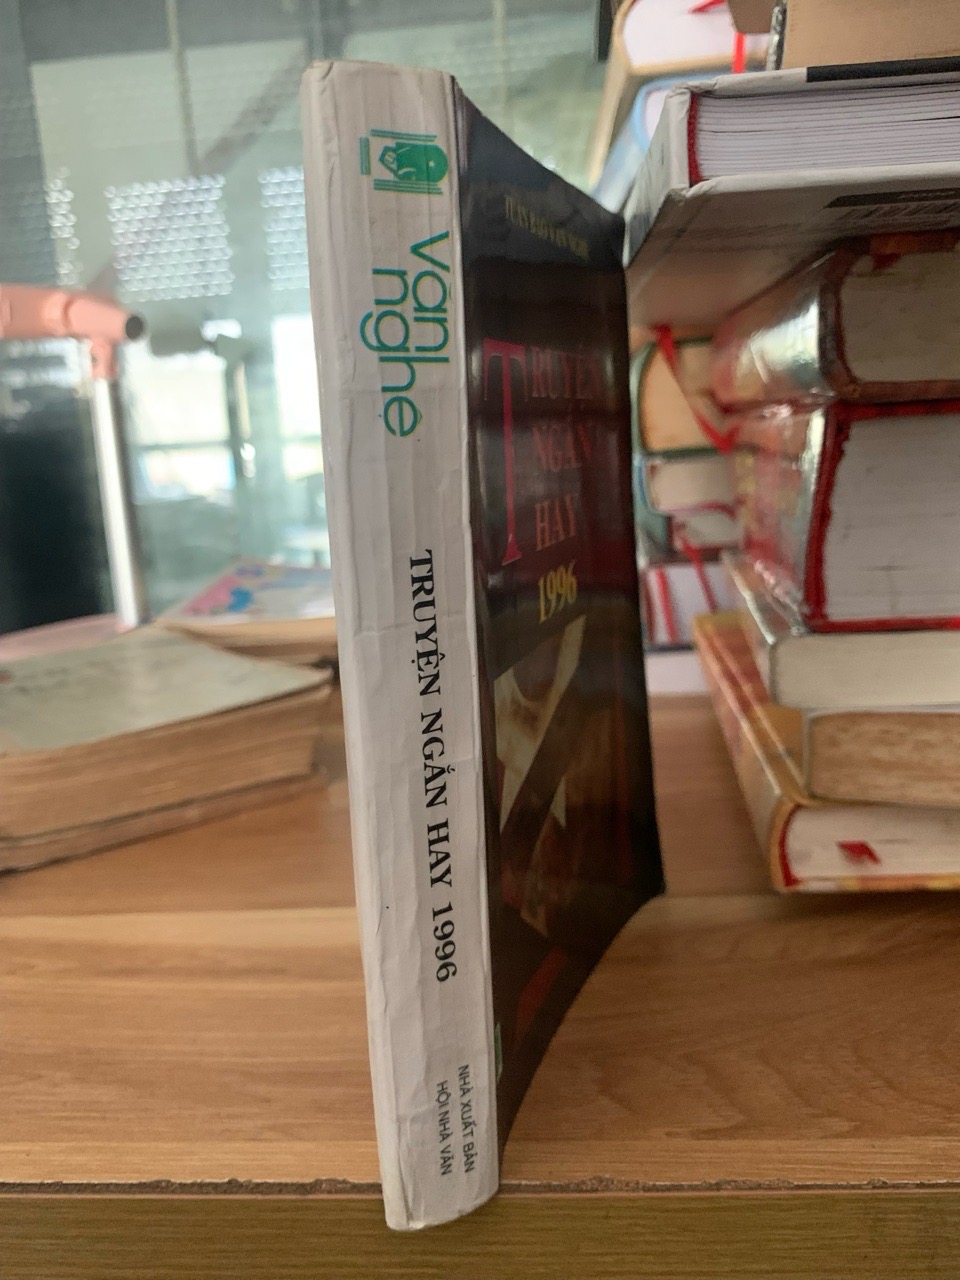 Văn
nghệ
TRUYỆN NGẮN HAY 1996
NHÀ XUẤT BẢN
HỘI NHÀ VĂN
TUẦN BÁO VĂN NGHỆ
TRUYỆN
NGẮN
HAY
1996